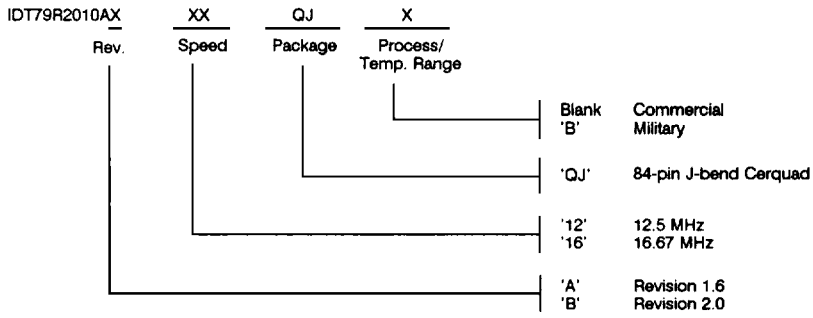 IDT79R2010AX XX QJ X
Rev. Speed Package Process/
Temp. Range
Blank Commercial
'B' Military
'QJ' 84-pin J-bend Cerquad
'12' 12.5 MHz
'16' 16.67 MHz
'A' Revision 1.6
'B' Revision 2.0